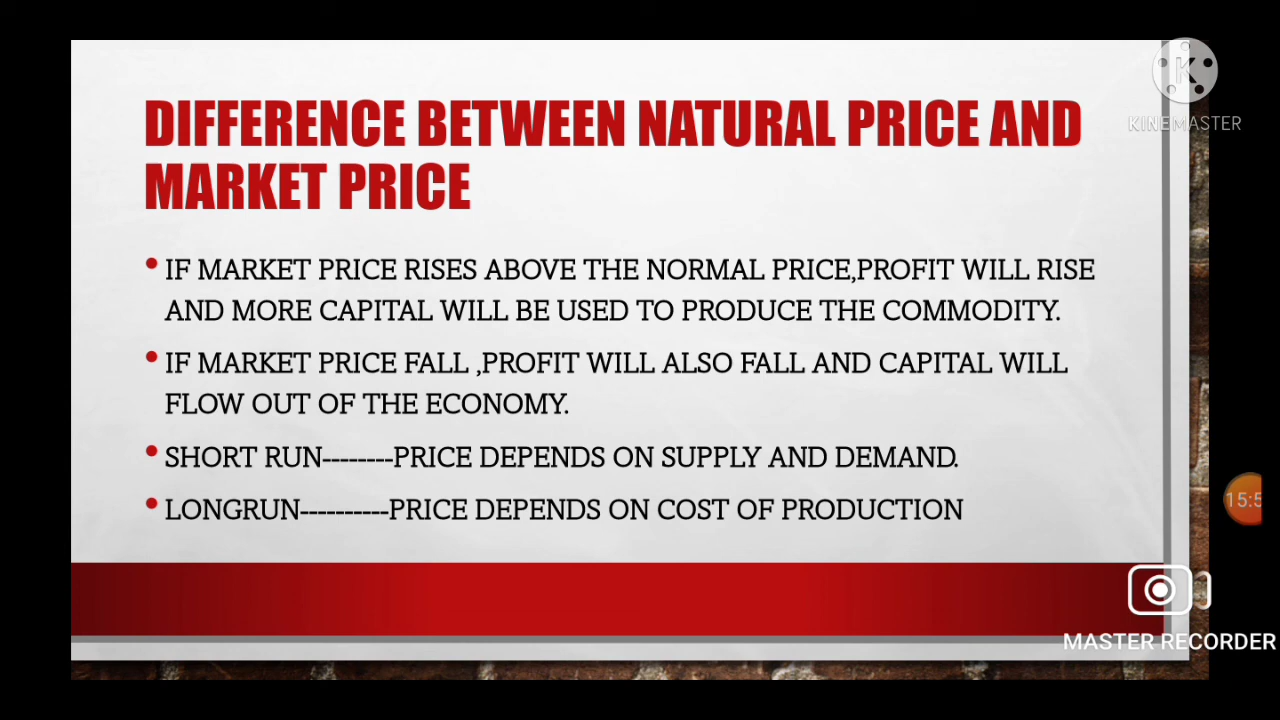 DIFFERENCE BETWEEN NATURAL PRICE AND
MARKET PRICE
• IF MARKET PRICE RISES ABOVE THE NORMAL PRICE,PROFIT WILL RISE
AND MORE CAPITAL WILL BE USED TO PRODUCE THE COMMODITY.
• IF MARKET PRICE FALL ,PROFIT WILL ALSO FALL AND CAPITAL WILL
FLOW OUT OF THE ECONOMY.
• SHORT RUN--------PRICE DEPENDS ON SUPPLY AND DEMAND.
• LONGRUN----------PRICE DEPENDS ON COST OF PRODUCTION
K
KINEMASTER
15:5
MASTER RECORDER